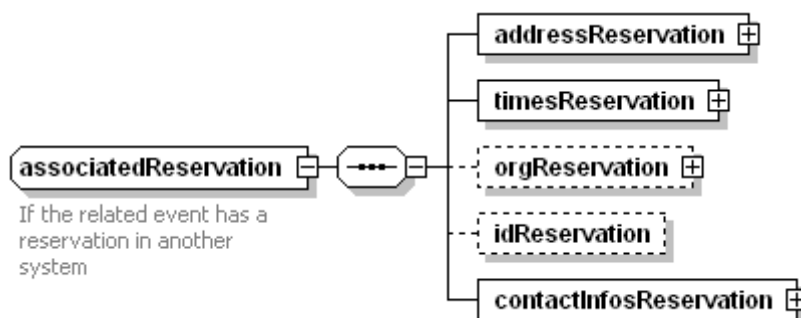 addressReservation
timesReservation
associatedReservation
orgReservation
If the related event has a
reservation in another
system
idReservation
contactInfosReservation